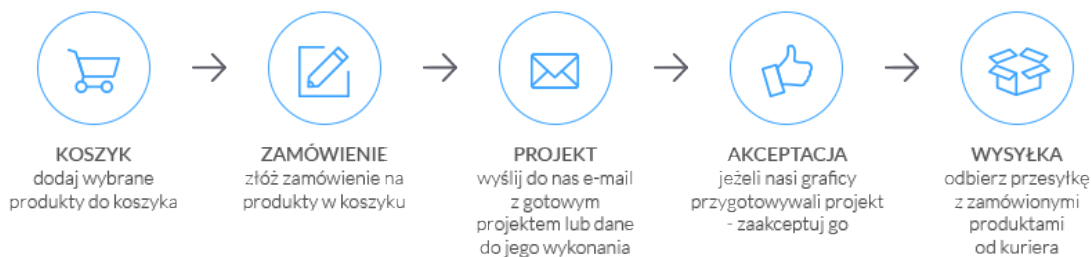 KOSZYK
dodaj wybrane
produkty do koszyka
ZAMÓWIENIE
złóż zamówienie na
produkty w koszyku
PROJEKT
wyślij do nas e-mail
z gotowym
projektem lub dane
do jego wykonania
AKCEPTACJA
jeżeli nasi graficy
przygotowywali projekt
- zaakceptuj go
WYSYŁKA
odbierz przesyłkę
z zamówionymi
produktami
od kuriera